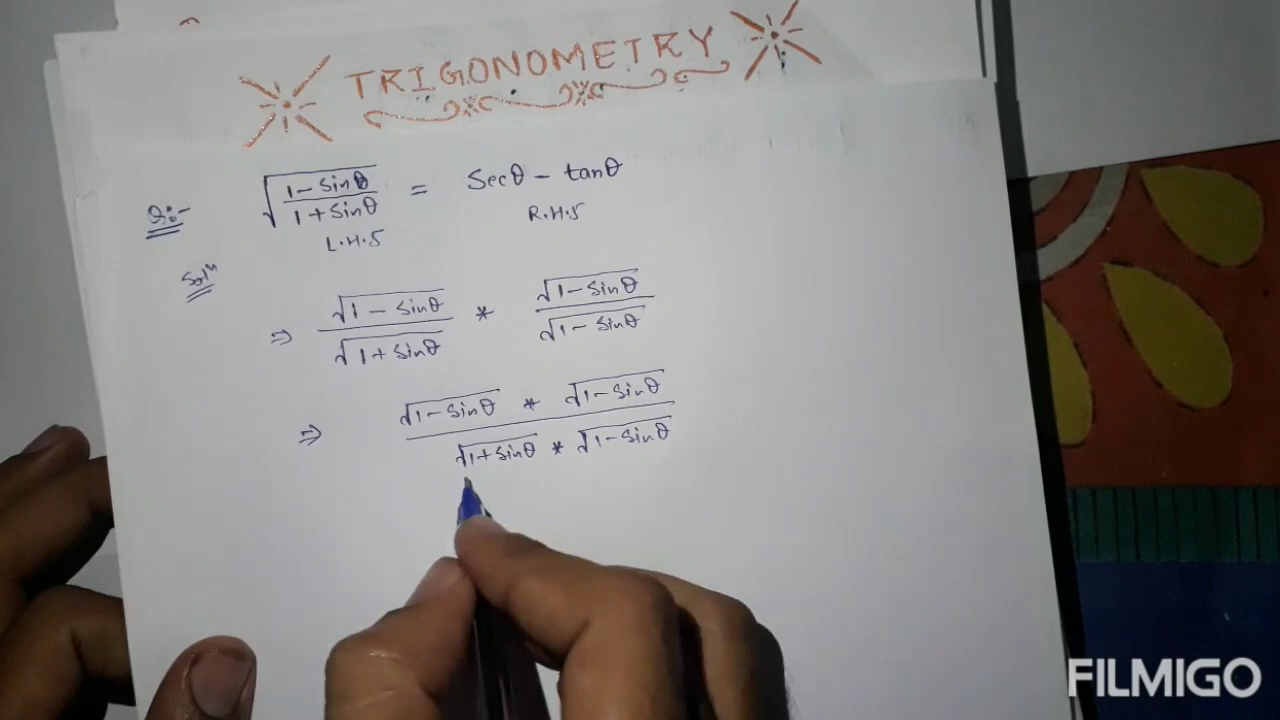 TRIGONOMETRY
Q:- √(1-sinθ / 1+sinθ) = secθ - tanθ
L.H.S R.H.S
Solⁿ
⇒ √1-sinθ / √1+sinθ * √1-sinθ / √1-sinθ
⇒ √1-sinθ * √1-sinθ / √1+sinθ * √1-sinθ
FILMIGO